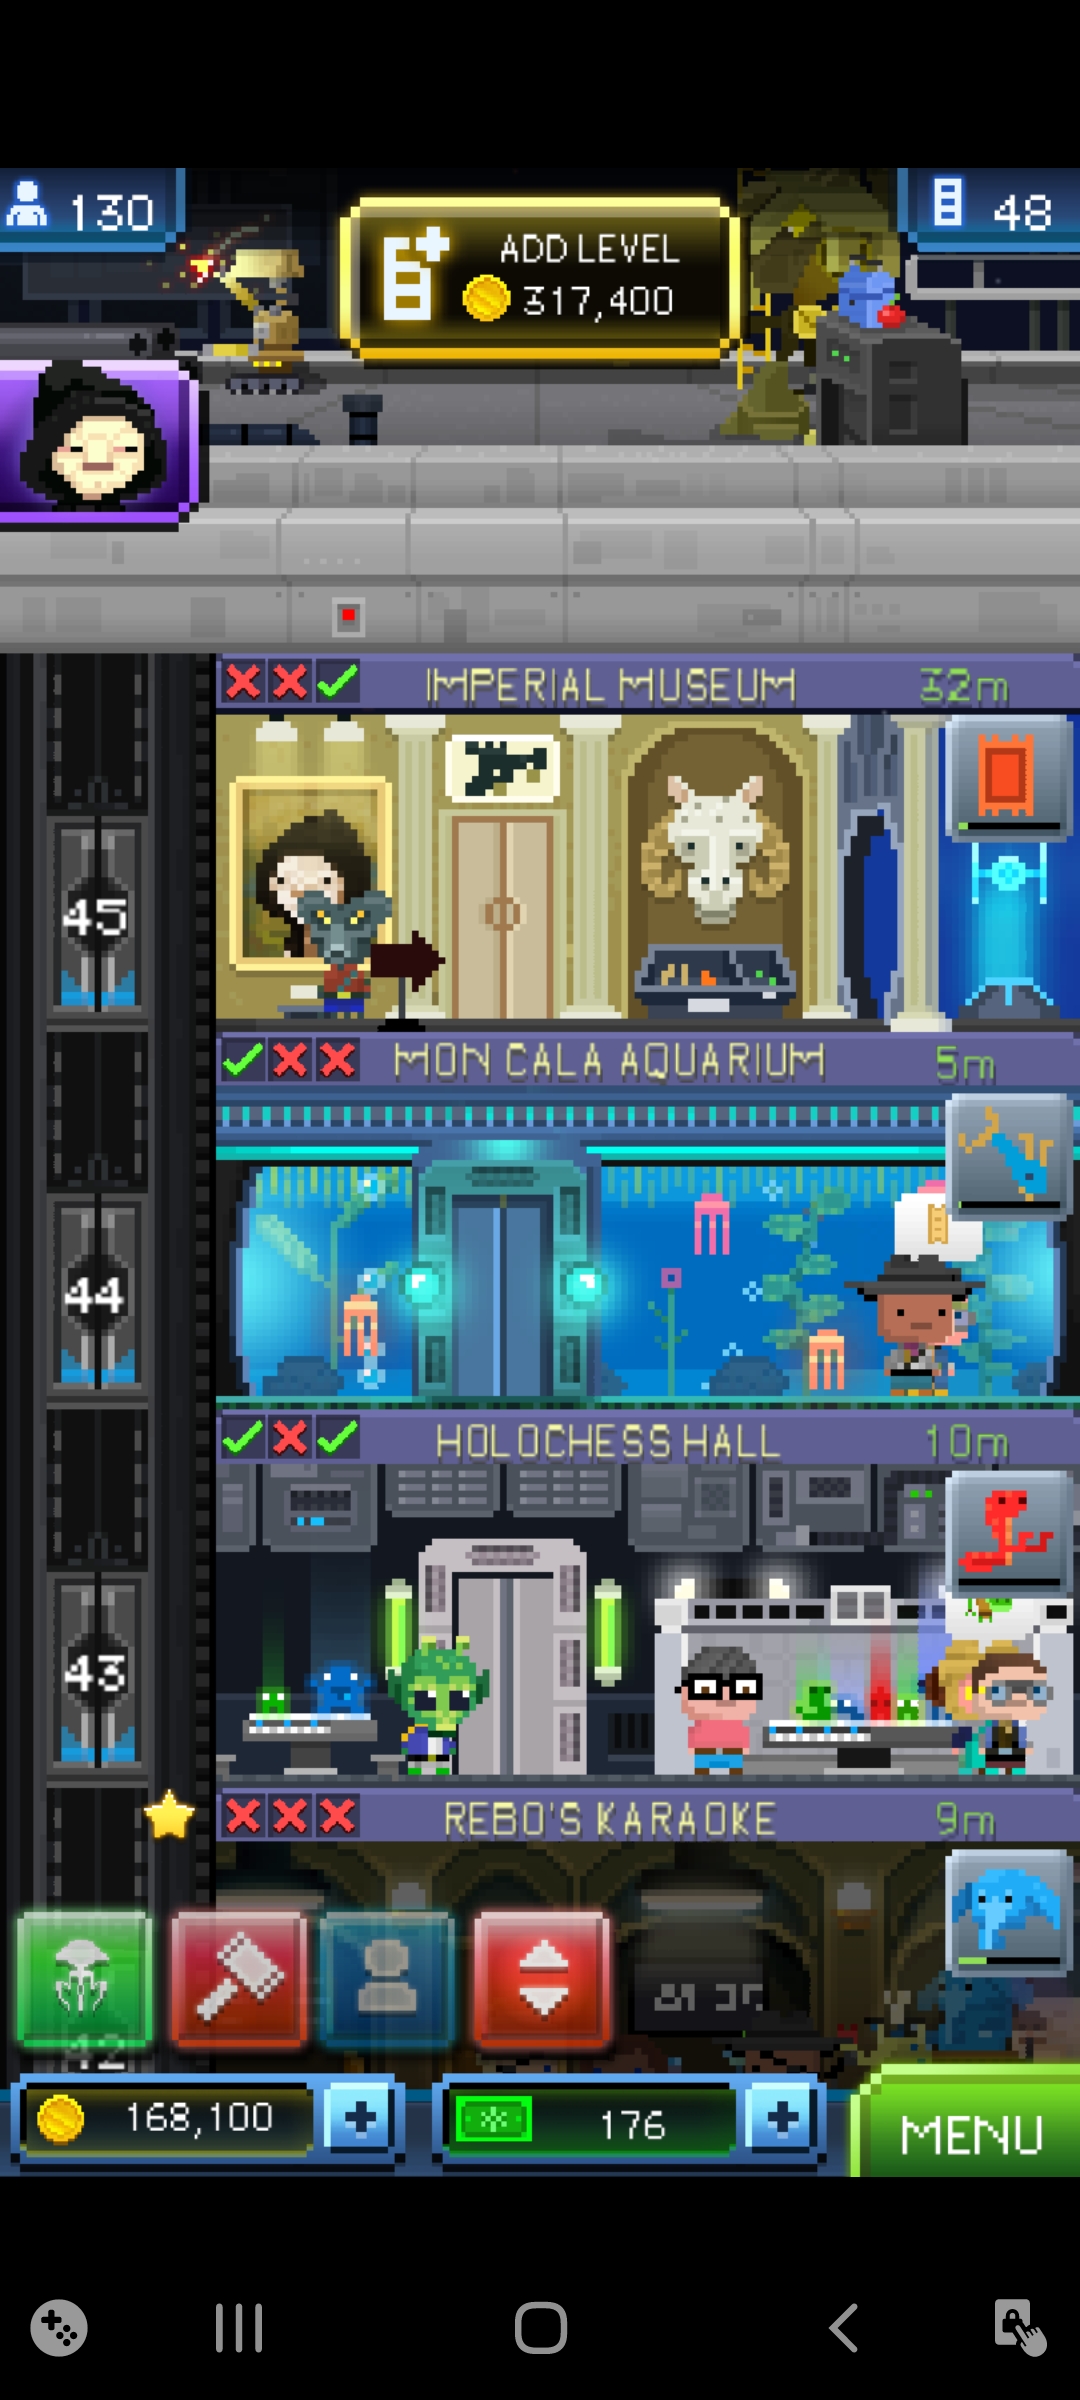 130
ADD LEVEL
317,400
48
IMPERIAL MUSEUM 32m
45
MON CALA AQUARIUM 5m
44
HOLOCHESS HALL 10m
43
REBO'S KARAOKE 9m
42
168,100
176
MENU